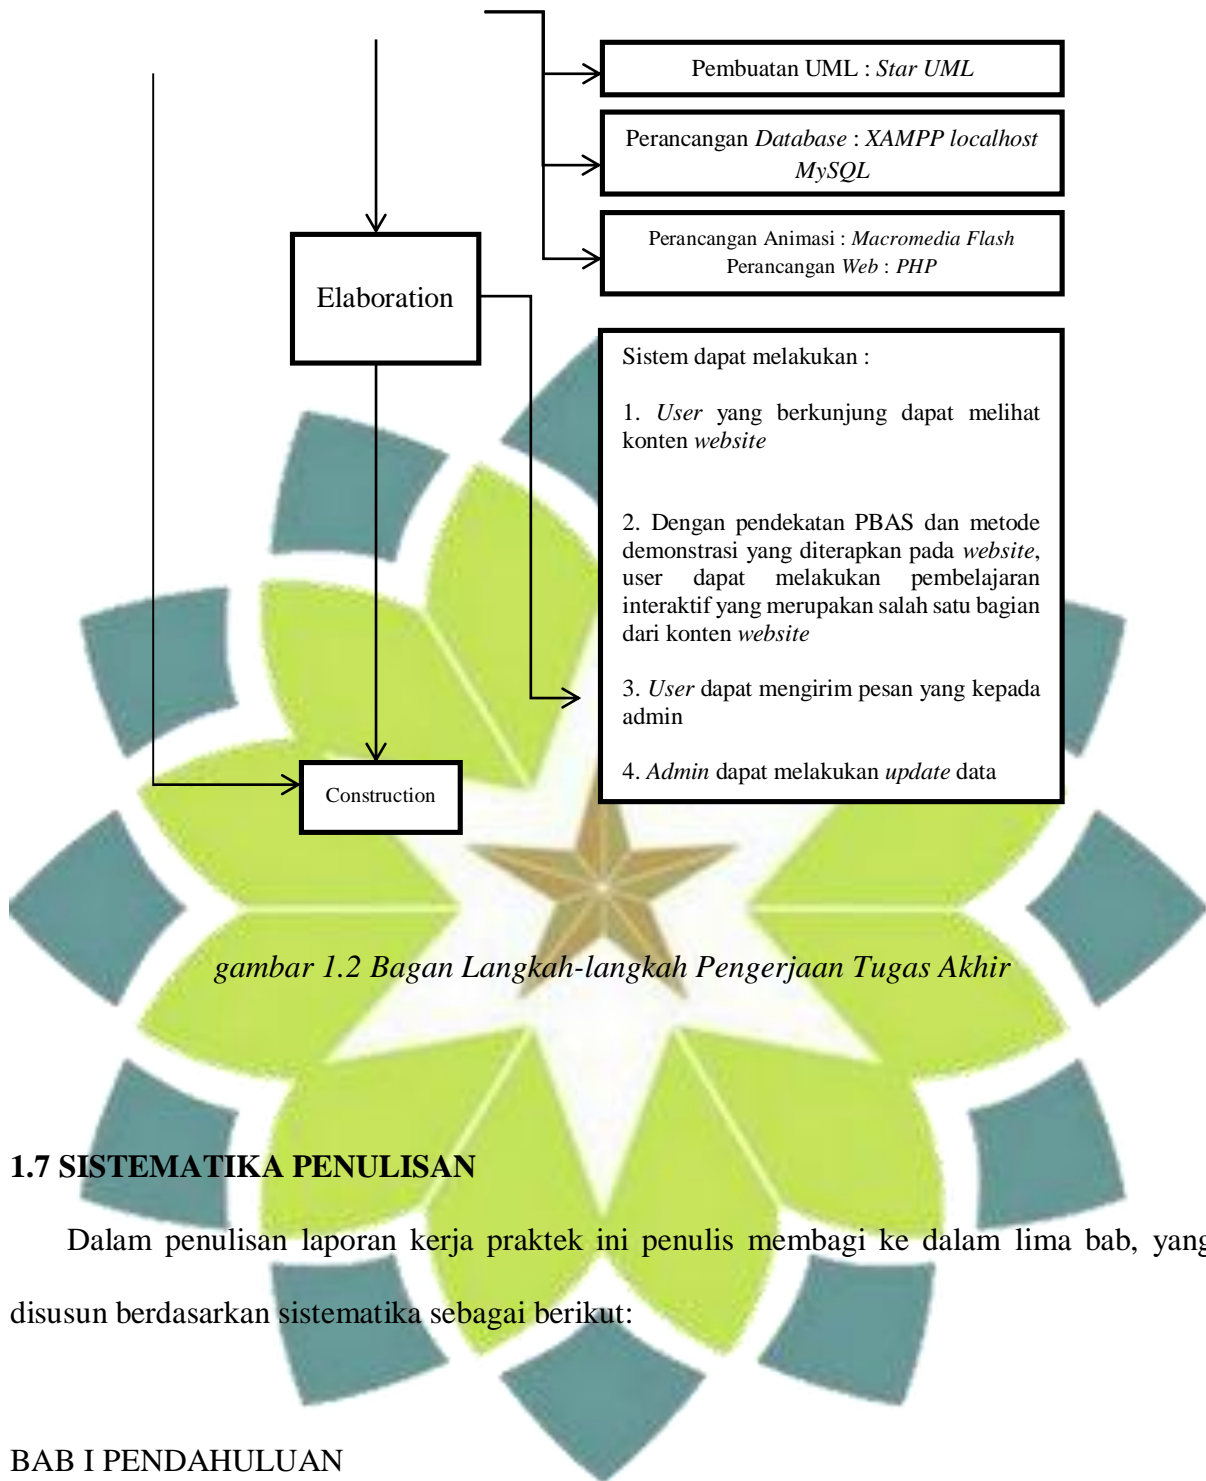 Pembuatan UML : Star UML
Perancangan Database : XAMPP localhost
MySQL
Perancangan Animasi : Macromedia Flash
Perancangan Web : PHP
Elaboration
Sistem dapat melakukan :
1. User yang berkunjung dapat melihat
konten website
2. Dengan pendekatan PBAS dan metode
demonstrasi yang diterapkan pada website,
user dapat melakukan pembelajaran
interaktif yang merupakan salah satu bagian
dari konten website
3. User dapat mengirim pesan yang kepada
admin
4. Admin dapat melakukan update data
Construction
gambar 1.2 Bagan Langkah-langkah Pengerjaan Tugas Akhir
1.7 SISTEMATIKA PENULISAN
Dalam penulisan laporan kerja praktek ini penulis membagi ke dalam lima bab, yang
disusun berdasarkan sistematika sebagai berikut:
BAB I PENDAHULUAN